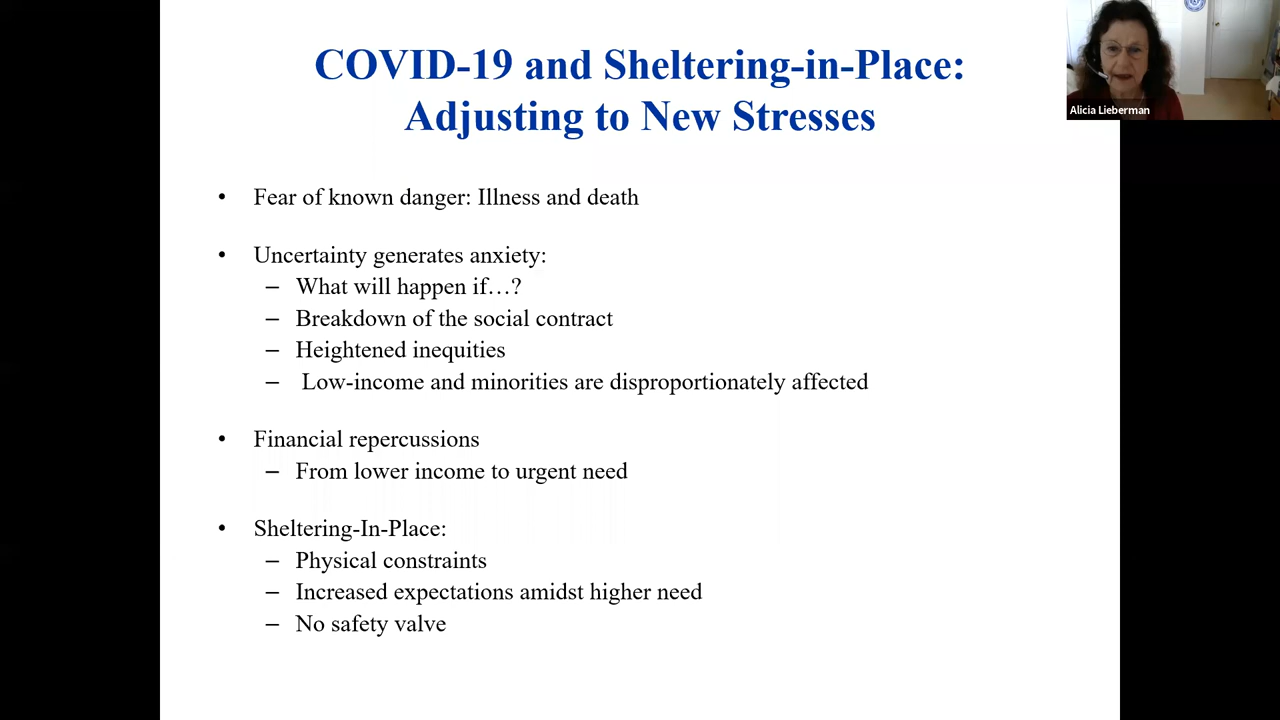 COVID-19 and Sheltering-in-Place:
Adjusting to New Stresses
Alicia Lieberman
• Fear of known danger: Illness and death
• Uncertainty generates anxiety:
– What will happen if…?
– Breakdown of the social contract
– Heightened inequities
– Low-income and minorities are disproportionately affected
• Financial repercussions
– From lower income to urgent need
• Sheltering-In-Place:
– Physical constraints
– Increased expectations amidst higher need
– No safety valve